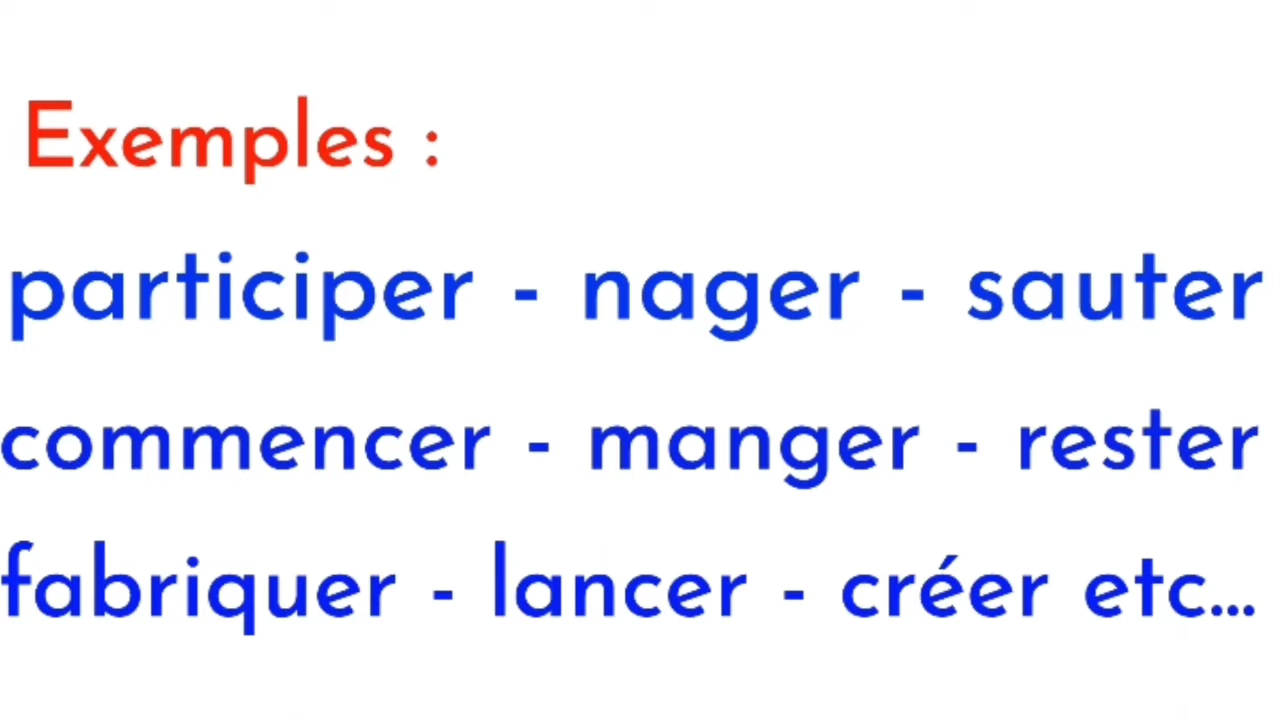 Exemples :
participer - nager - sauter
commencer - manger - rester
fabriquer - lancer - créer etc...